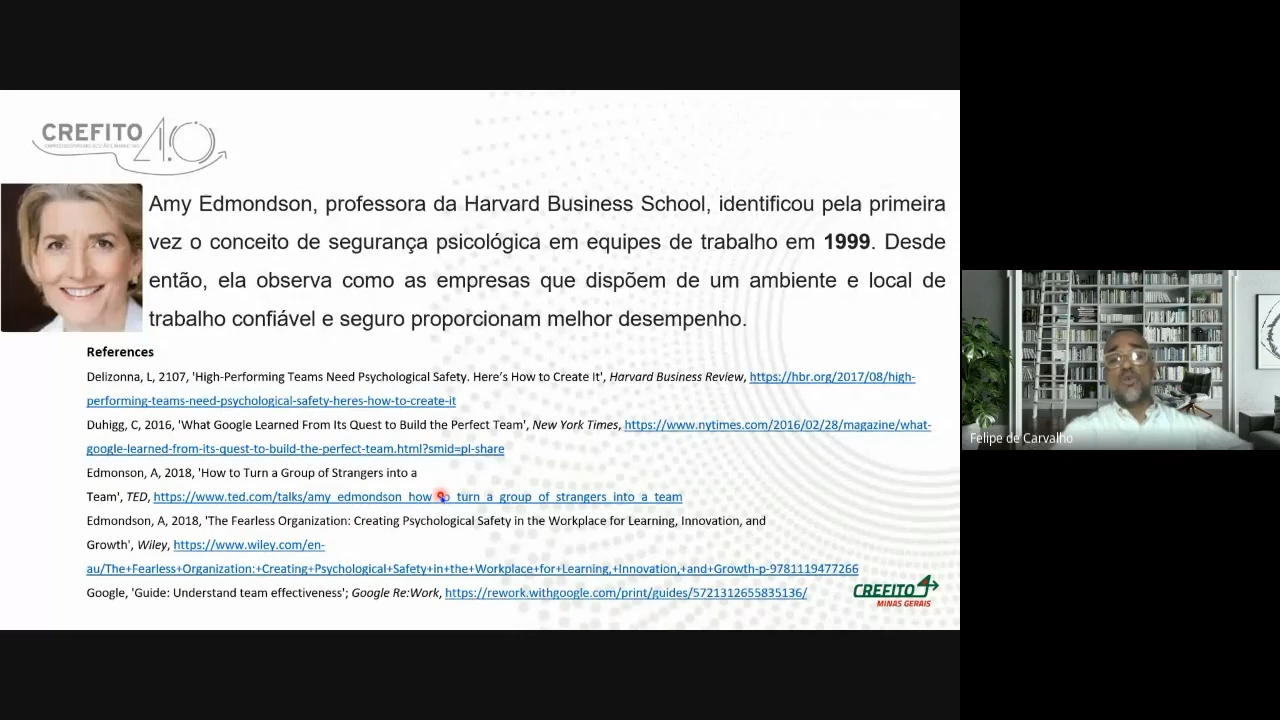 CREFITO 4.0
Amy Edmondson, professora da Harvard Business School, identificou pela primeira
vez o conceito de segurança psicológica em equipes de trabalho em 1999. Desde
então, ela observa como as empresas que dispõem de um ambiente e local de
trabalho confiável e seguro proporcionam melhor desempenho.
References
Delizonna, L, 2107, 'High-Performing Teams Need Psychological Safety. Here's How to Create It', Harvard Business Review, https://hbr.org/2017/08/high-
performing-teams-need-psychological-safety-heres-how-to-create-it
Duhigg, C, 2016, 'What Google Learned From Its Quest to Build the Perfect Team', New York Times, https://www.nytimes.com/2016/02/28/magazine/what-
google-learned-from-its-quest-to-build-the-perfect-team.html?smid=pl-share
Edmonson, A, 2018, 'How to Turn a Group of Strangers into a
Team', TED, https://www.ted.com/talks/amy_edmondson_how_to_turn_a_group_of_strangers_into_a_team
Edmondson, A, 2018, 'The Fearless Organization: Creating Psychological Safety in the Workplace for Learning, Innovation, and
Growth', Wiley, https://www.wiley.com/en-
au/The+Fearless+Organization:+Creating+Psychological+Safety+in+the+Workplace+for+Learning,+Innovation,+and+Growth-p-9781119477266
Google, 'Guide: Understand team effectiveness'; Google Re:Work, https://rework.withgoogle.com/print/guides/5721312655835136/
CREFITO 4
MINAS GERAIS
Felipe de Carvalho